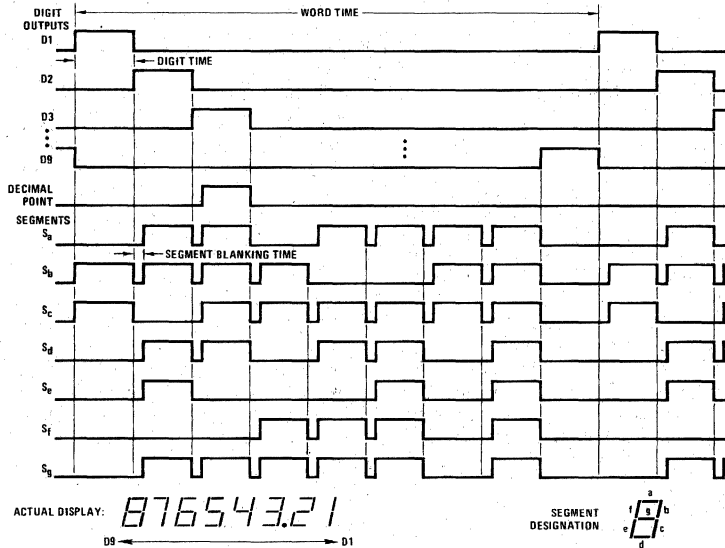 DIGIT
OUTPUTS
WORD TIME
D1
DIGIT TIME
D2
D3
D9
DECIMAL
POINT
SEGMENTS
Sa
SEGMENT BLANKING TIME
Sb
Sc
Sd
Se
Sf
Sg
ACTUAL DISPLAY: 876543.21
D9 D1
SEGMENT
DESIGNATION
a
f g b
e c
d